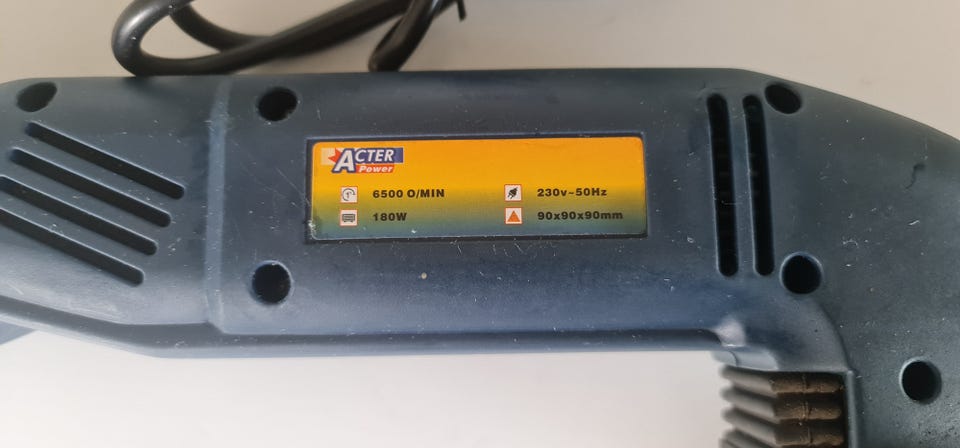 ACTER
Power
6500 O/MIN
230v~50Hz
180W
90x90x90mm